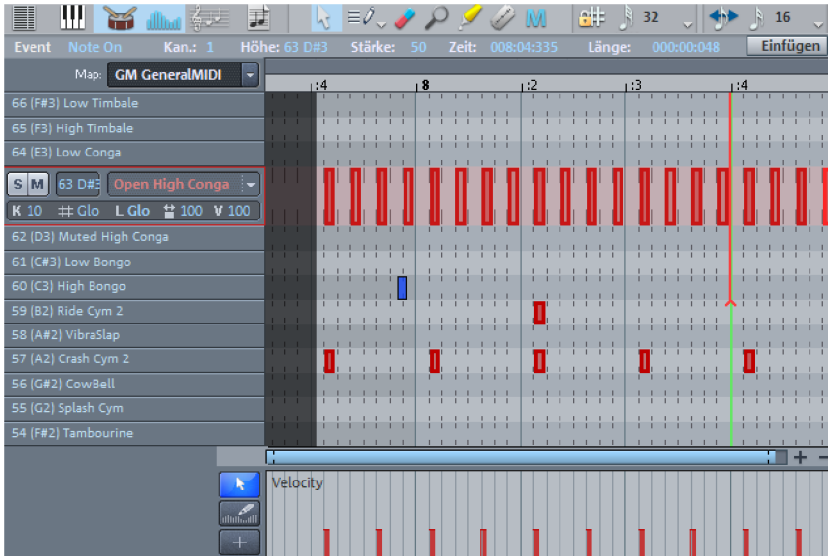 M 32 16
Event Note On Kan.: 1 Höhe: 63 D#3 Stärke: 50 Zeit: 008:04:335 Länge: 000:00:048 Einfügen
Map: GM GeneralMIDI
:4 8 :2 :3 :4
66 (F#3) Low Timbale
65 (F3) High Timbale
64 (E3) Low Conga
S M 63 D#3 Open High Conga
K 10 Glo L Glo 100 V 100
62 (D3) Muted High Conga
61 (C#3) Low Bongo
60 (C3) High Bongo
59 (B2) Ride Cym 2
58 (A#2) VibraSlap
57 (A2) Crash Cym 2
56 (G#2) CowBell
55 (G2) Splash Cym
54 (F#2) Tambourine
Velocity